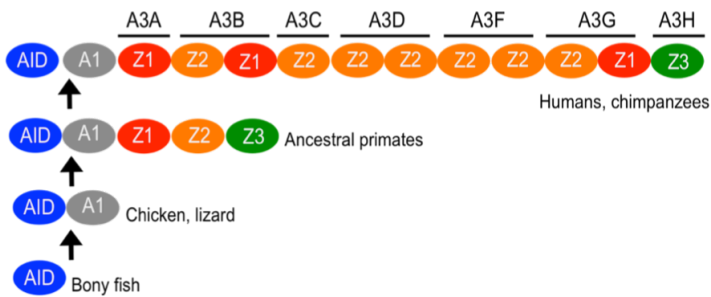 A3A A3B A3C A3D A3F A3G A3H
AID A1 Z1 Z2 Z1 Z2 Z2 Z2 Z2 Z2 Z2 Z1 Z3
Humans, chimpanzees
AID A1 Z1 Z2 Z3 Ancestral primates
AID A1 Chicken, lizard
AID Bony fish